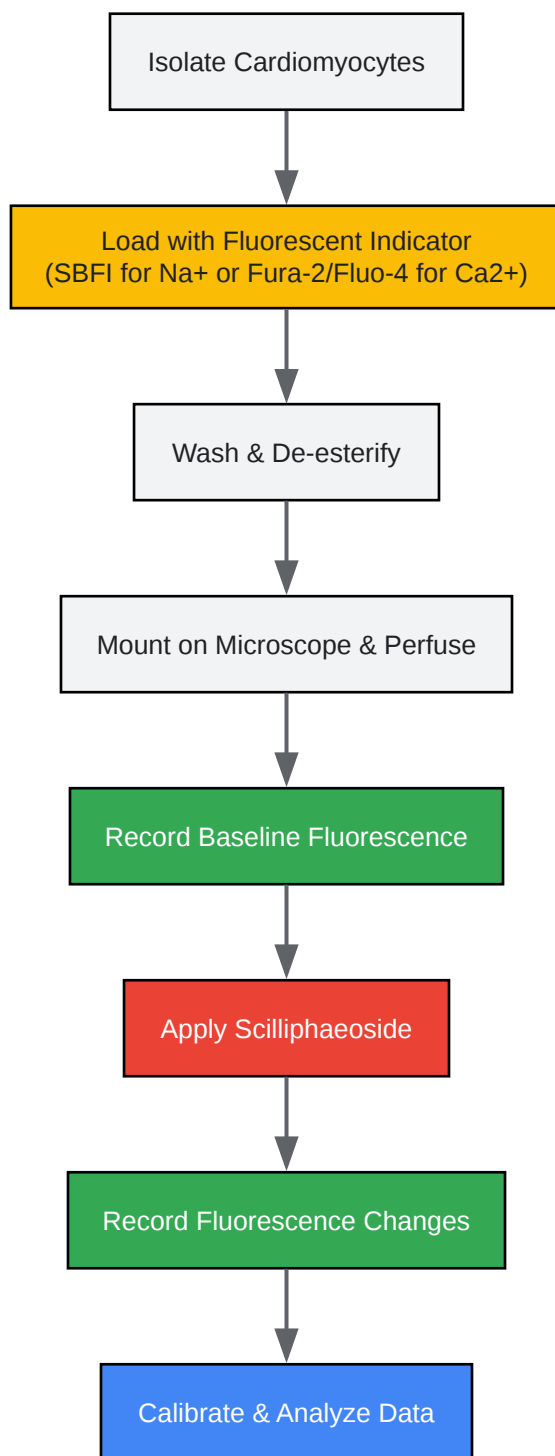 Isolate Cardiomyocytes
Load with Fluorescent Indicator
(SBFI for Na+ or Fura-2/Fluo-4 for Ca2+)
Wash & De-esterify
Mount on Microscope & Perfuse
Record Baseline Fluorescence
Apply Scilliphaeoside
Record Fluorescence Changes
Calibrate & Analyze Data